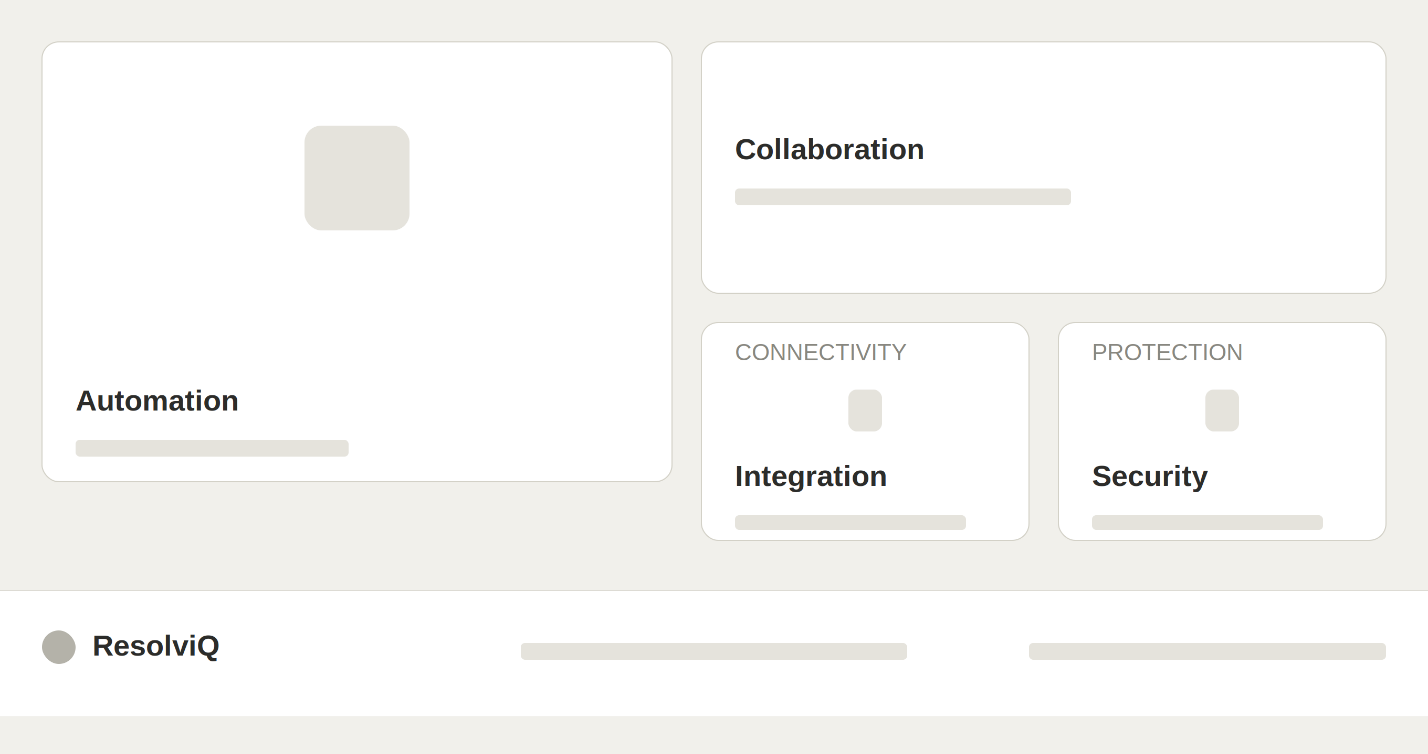 Automation
Collaboration
CONNECTIVITY
Integration
PROTECTION
Security
ResolviQ